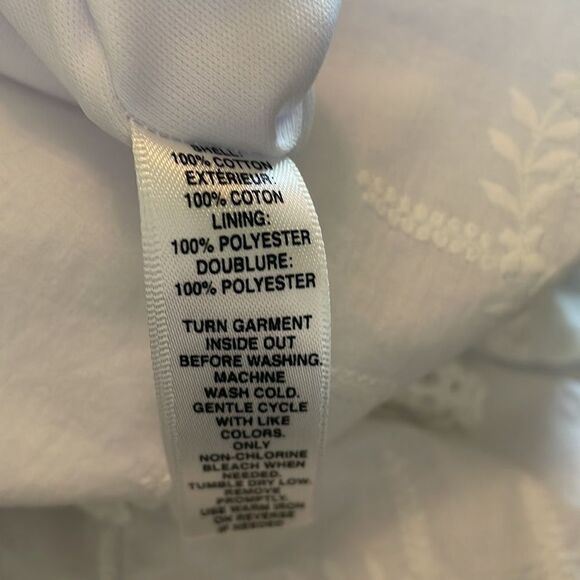 SHELL:
100% COTTON
EXTÉRIEUR:
100% COTON
LINING:
100% POLYESTER
DOUBLURE:
100% POLYESTER
TURN GARMENT
INSIDE OUT
BEFORE WASHING.
MACHINE
WASH COLD.
GENTLE CYCLE
WITH LIKE
COLORS.
ONLY
NON-CHLORINE
BLEACH WHEN
NEEDED.
TUMBLE DRY LOW.
REMOVE
PROMPTLY.
USE WARM IRON
ON REVERSE
IF NEEDED